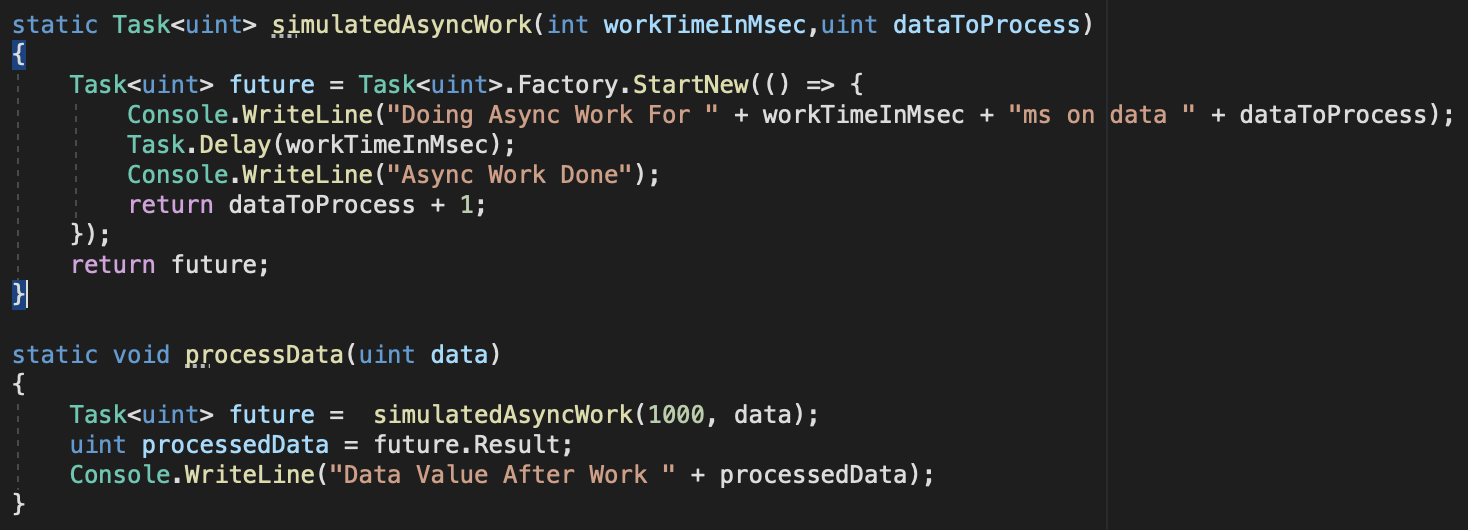 static Task<uint> simulatedAsyncWork(int workTimeInMsec,uint dataToProcess)
{
    Task<uint> future = Task<uint>.Factory.StartNew(() => {
        Console.WriteLine("Doing Async Work For " + workTimeInMsec + "ms on data " + dataToProcess);
        Task.Delay(workTimeInMsec);
        Console.WriteLine("Async Work Done");
        return dataToProcess + 1;
    });
    return future;
}

static void processData(uint data)
{
    Task<uint> future =  simulatedAsyncWork(1000, data);
    uint processedData = future.Result;
    Console.WriteLine("Data Value After Work " + processedData);
}